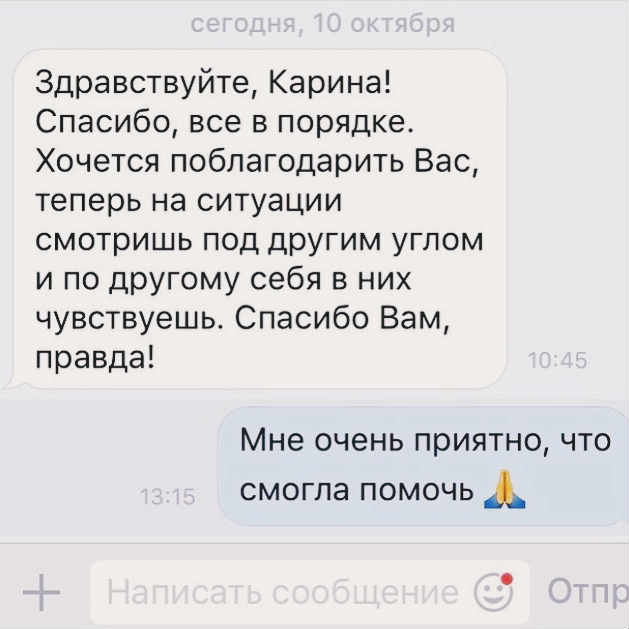 сегодня, 10 октября
Здравствуйте, Карина!
Спасибо, все в порядке.
Хочется поблагодарить Вас,
теперь на ситуации
смотришь под другим углом
и по другому себя в них
чувствуешь. Спасибо Вам,
правда!
10:45
Мне очень приятно, что
смогла помочь 🙏
13:15
Написать сообщение
Отпр